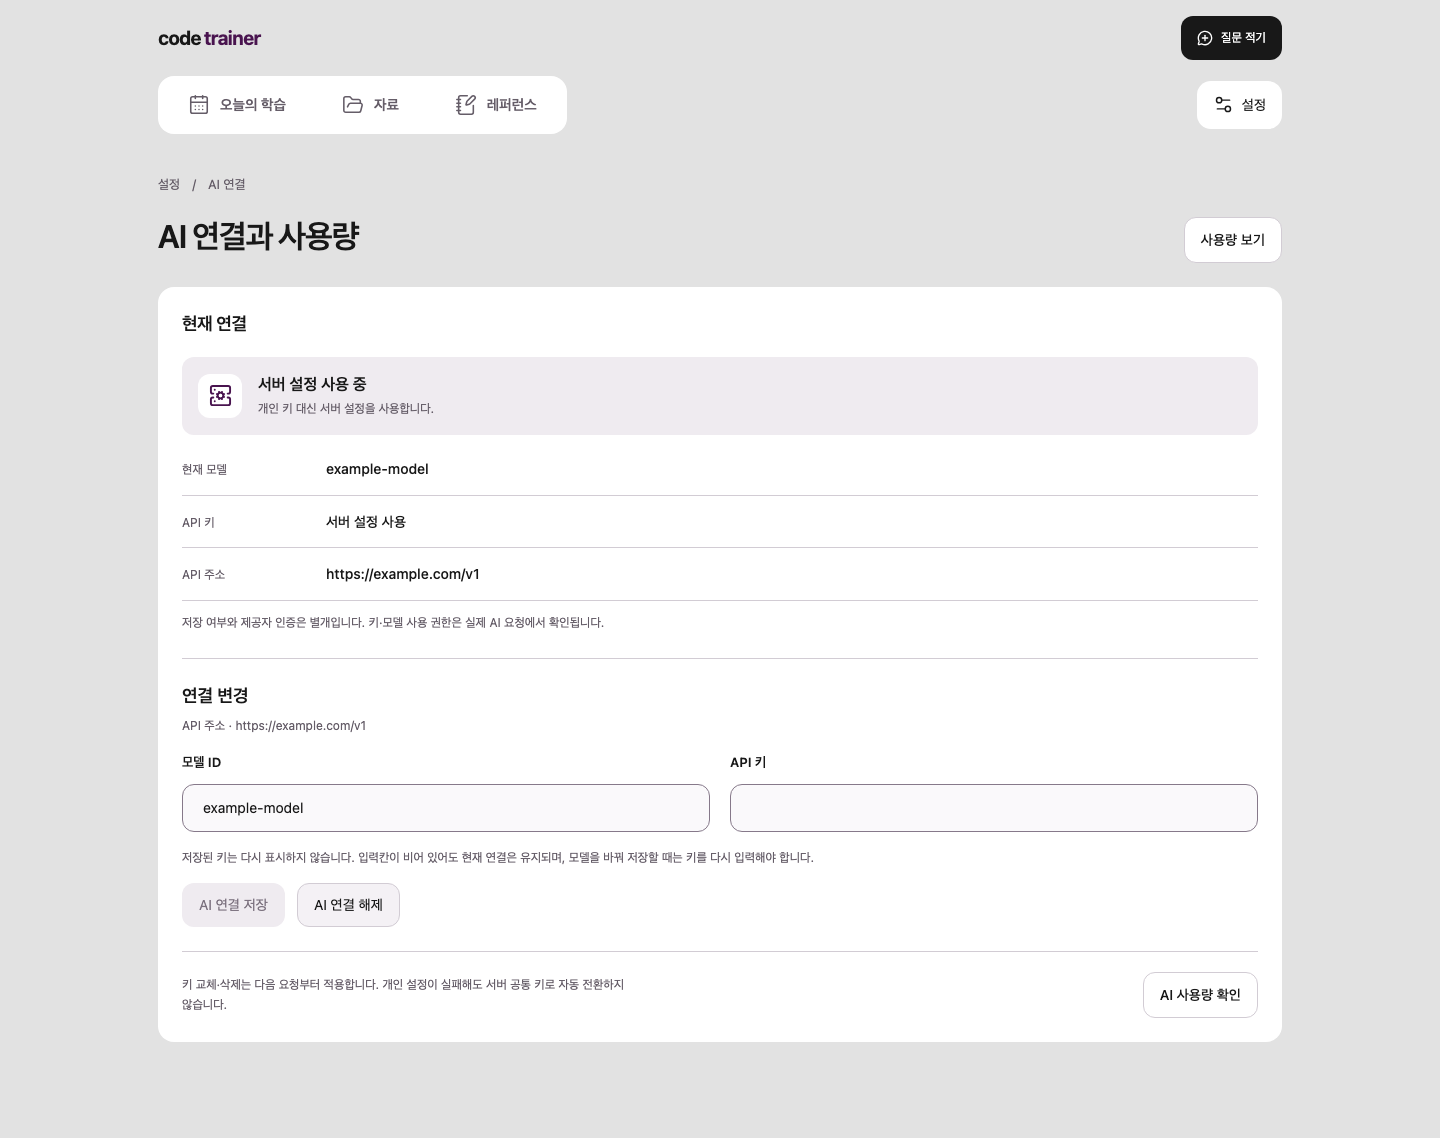 code trainer
질문 적기
오늘의 학습
자료
레퍼런스
설정
설정 / AI 연결
AI 연결과 사용량
사용량 보기
현재 연결
서버 설정 사용 중
개인 키 대신 서버 설정을 사용합니다.
현재 모델 example-model
API 키 서버 설정 사용
API 주소 https://example.com/v1
저장 여부와 제공자 인증은 별개입니다. 키·모델 사용 권한은 실제 AI 요청에서 확인됩니다.
연결 변경
API 주소 · https://example.com/v1
모델 ID
API 키
example-model
저장된 키는 다시 표시하지 않습니다. 입력칸이 비어 있어도 현재 연결은 유지되며, 모델을 바꿔 저장할 때는 키를 다시 입력해야 합니다.
AI 연결 저장
AI 연결 해제
키 교체·삭제는 다음 요청부터 적용합니다. 개인 설정이 실패해도 서버 공통 키로 자동 전환하지
않습니다.
AI 사용량 확인